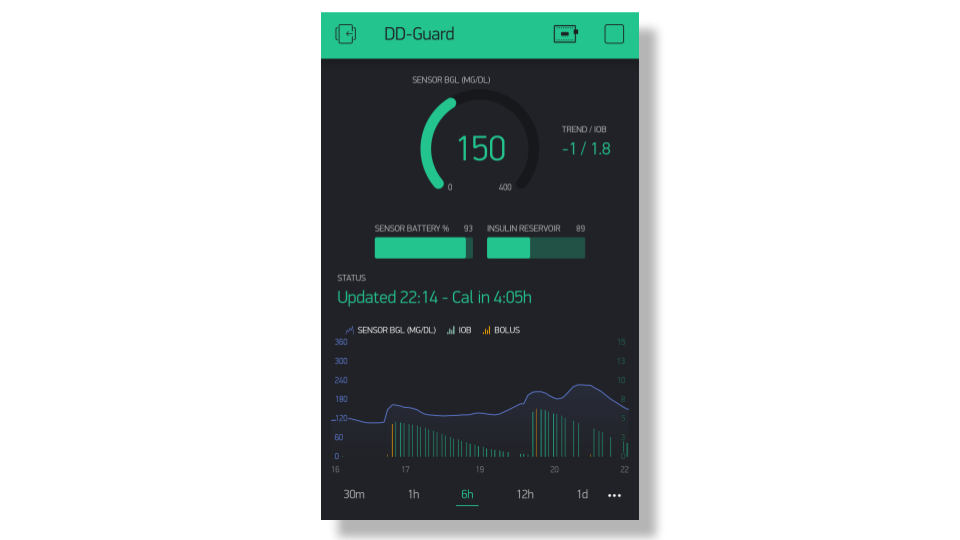 DD-Guard
SENSOR BGL (MG/DL)
150
0 400
TREND / IOB
-1 / 1.8
SENSOR BATTERY % 93 INSULIN RESERVOIR 89
STATUS
Updated 22:14 - Cal in 4:05h
SENSOR BGL (MG/DL) IOB BOLUS
360 15
300 13
240 10
180 8
120 5
60 3
0 0
16 17 19 20 22
30m 1h 6h 12h 1d